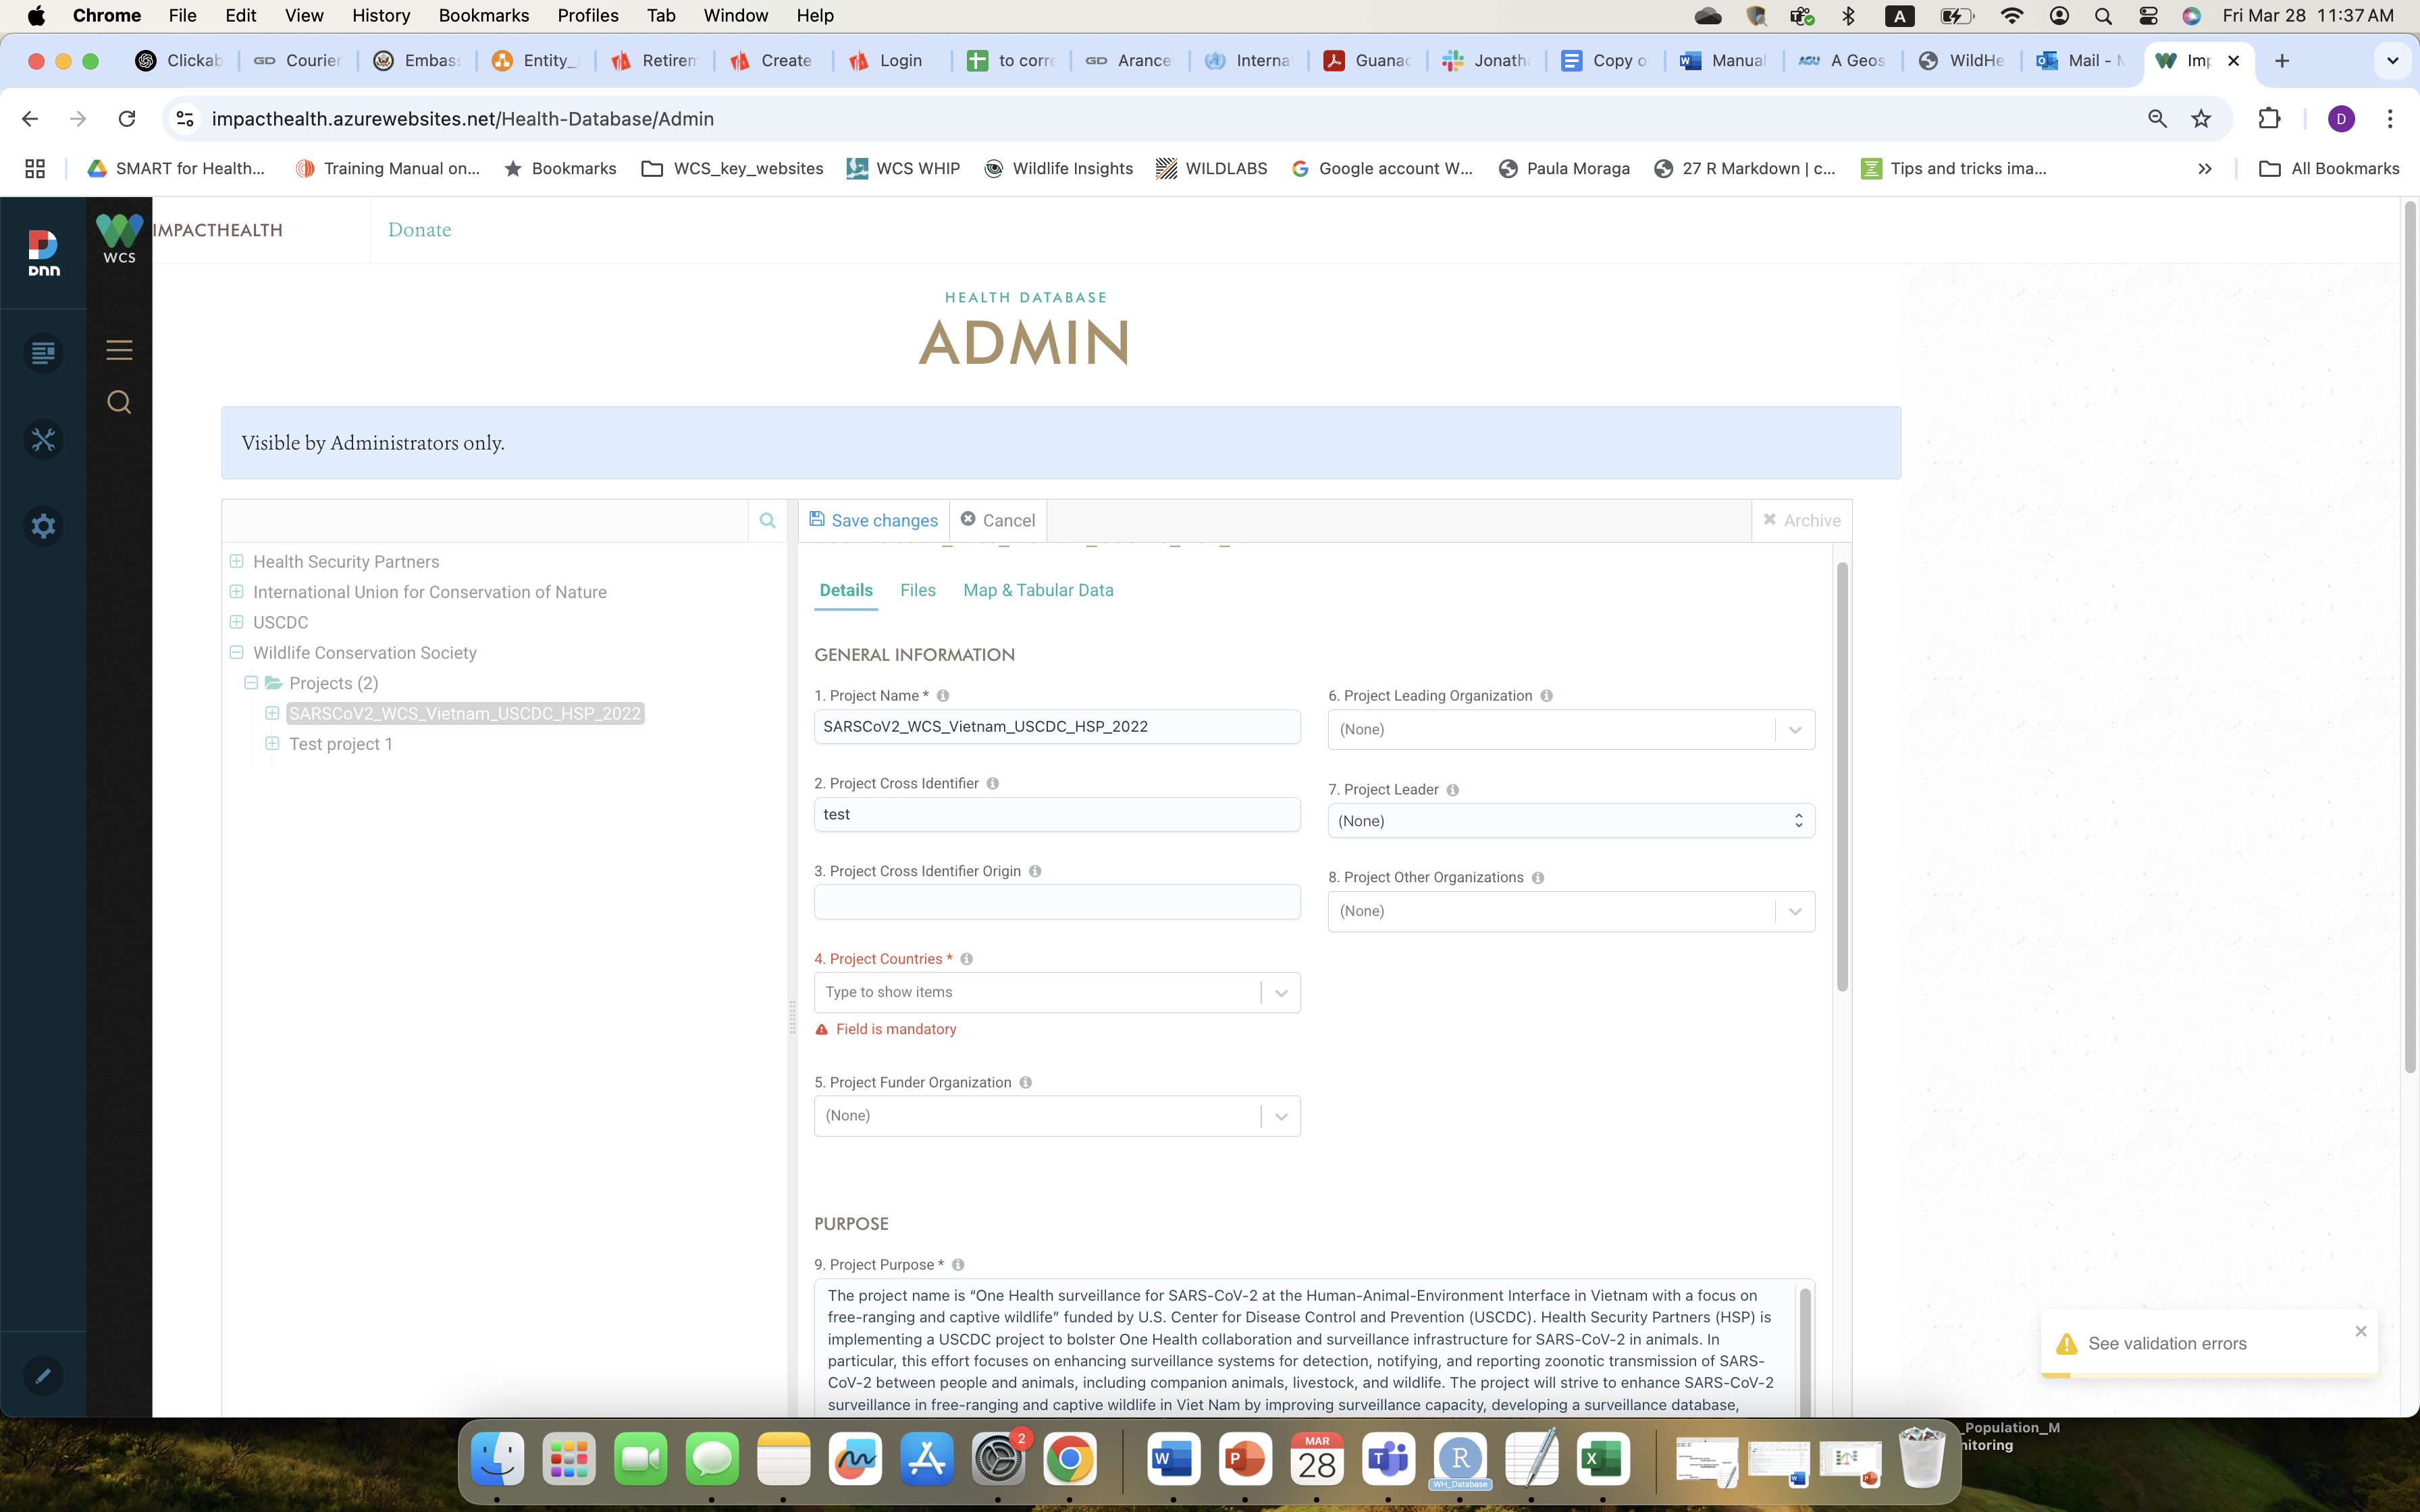 Chrome File Edit View History Bookmarks Profiles Tab Window Help A Fri Mar 28 11:37 AM
Clickab GD Courier Embas Entity_ Retirem Create Login to corre GD Arance Interna Guanac Jonath Copy o Manual AGU A Geos WildHe Mail - M Imp
impacthealth.azurewebsites.net/Health-Database/Admin D
SMART for Health... Training Manual on... Bookmarks WCS_key_websites WCS WHIP Wildlife Insights WILDLABS Google account W... Paula Moraga 27 R Markdown | c... Tips and tricks ima... All Bookmarks
Dnn
WCS
IMPACTHEALTH Donate
HEALTH DATABASE
ADMIN
Visible by Administrators only.
Save changes Cancel Archive
Health Security Partners
International Union for Conservation of Nature
USCDC
Wildlife Conservation Society
Projects (2)
SARSCoV2_WCS_Vietnam_USCDC_HSP_2022
Test project 1
Details Files Map & Tabular Data
GENERAL INFORMATION
1. Project Name *
SARSCoV2_WCS_Vietnam_USCDC_HSP_2022
2. Project Cross Identifier
test
3. Project Cross Identifier Origin
4. Project Countries *
Type to show items
Field is mandatory
5. Project Funder Organization
(None)
6. Project Leading Organization
(None)
7. Project Leader
(None)
8. Project Other Organizations
(None)
PURPOSE
9. Project Purpose *
The project name is “One Health surveillance for SARS-CoV-2 at the Human-Animal-Environment Interface in Vietnam with a focus on
free-ranging and captive wildlife” funded by U.S. Center for Disease Control and Prevention (USCDC). Health Security Partners (HSP) is
implementing a USCDC project to bolster One Health collaboration and surveillance infrastructure for SARS-CoV-2 in animals. In
particular, this effort focuses on enhancing surveillance systems for detection, notifying, and reporting zoonotic transmission of SARS-
CoV-2 between people and animals, including companion animals, livestock, and wildlife. The project will strive to enhance SARS-CoV-2
surveillance in free-ranging and captive wildlife in Viet Nam by improving surveillance capacity, developing a surveillance database,
See validation errors
_Population_M
nitoring
2
MAR
28
R
WH_Database